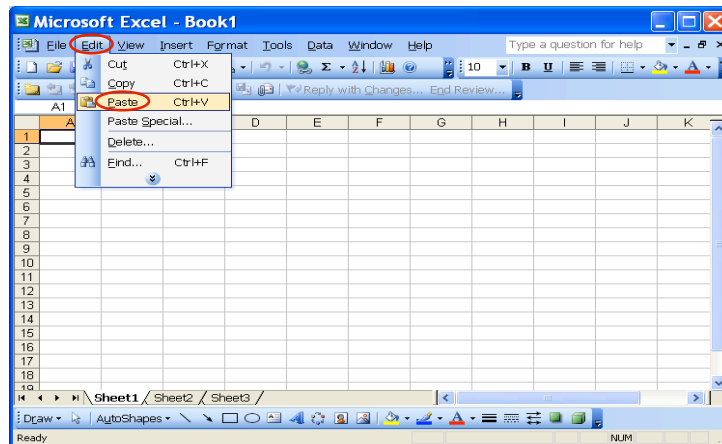 Microsoft Excel - Book1
File Edit View Insert Format Tools Data Window Help Type a question for help
Cut Ctrl+X
Σ 10 B U
Copy Ctrl+C
Reply with Changes... End Review...
Paste Ctrl+V
A1
Paste Special...
A D E F G H I J K
Delete...
Find... Ctrl+F
1
2
3
4
5
6
7
8
9
10
11
12
13
14
15
16
17
18
19
Sheet1 Sheet2 Sheet3
Draw AutoShapes A
Ready NUM